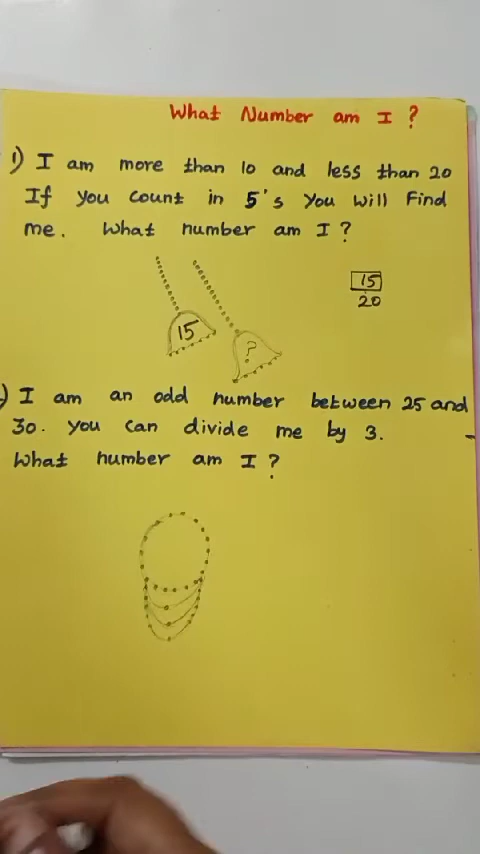 What Number am I ?
1) I am more than 10 and less than 20
If you count in 5's you will Find
me. What number am I ?
15
20
15
?
) I am an odd number between 25 and
30. you can divide me by 3.
What number am I ?